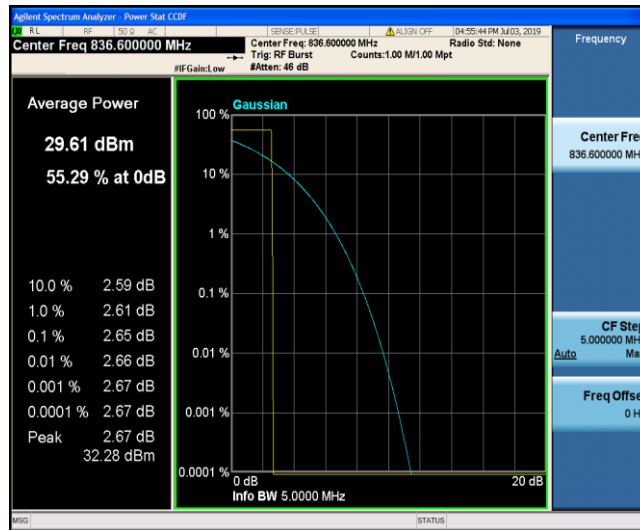 Agilent Spectrum Analyzer - Power Stat CCDF
RL RF 50 Ω AC SENSE:PULSE ALIGN OFF 04:55:44 PM Jul 03, 2019
Center Freq 836.600000 MHz Center Freq: 836.600000 MHz Radio Std: None
Trig: RF Burst Counts:1.00 M/1.00 Mpt
#IFGain:Low #Atten: 46 dB
Frequency
Average Power
29.61 dBm
55.29 % at 0dB
10.0 % 2.59 dB
1.0 % 2.61 dB
0.1 % 2.65 dB
0.01 % 2.66 dB
0.001 % 2.67 dB
0.0001 % 2.67 dB
Peak 2.67 dB
32.28 dBm
Gaussian
100 %
10 %
1 %
0.1 %
0.01 %
0.001 %
0.0001 %
0 dB 20 dB
Info BW 5.0000 MHz
Center Fre
836.600000 MH
CF Step
5.000000 MH
Auto Ma
Freq Offse
0 H
MSG STATUS